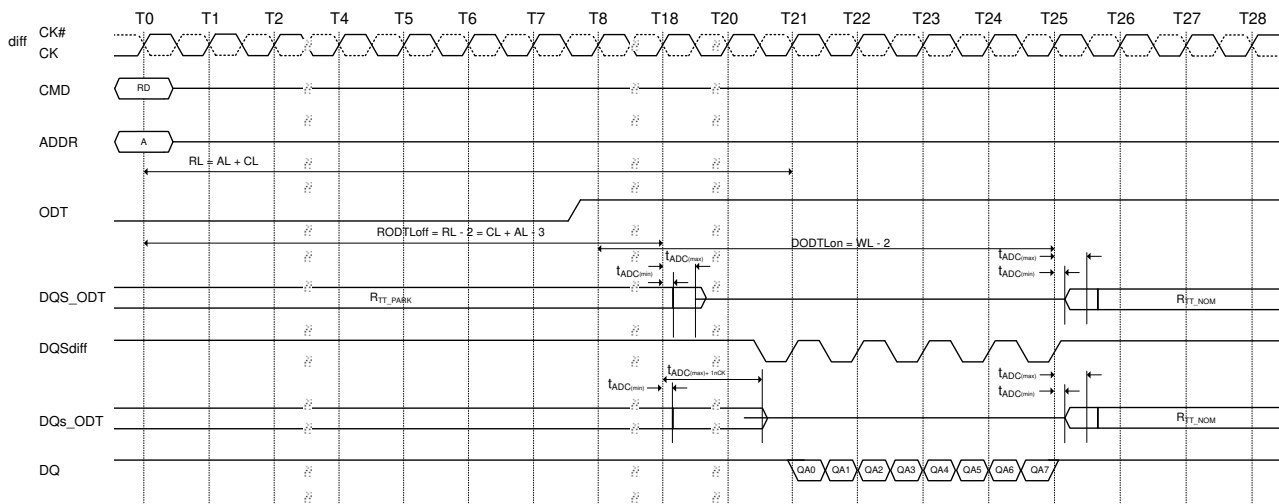 T0 T1 T2 T4 T5 T6 T7 T8 T18 T20 T21 T22 T23 T24 T25 T26 T27 T28
diff CK#
CK
CMD RD
ADDR A
RL = AL + CL
ODT
RODTLoff = RL - 2 = CL + AL - 3
DODTLon = WL - 2
tADC(max) tADC(max)
tADC(min) tADC(min)
DQS_ODT RTT_PARK RTT_NOM
DQSdiff
tADC(max)+ 1nCK tADC(max)
tADC(min) tADC(min)
DQs_ODT RTT_NOM
DQ QA0 QA1 QA2 QA3 QA4 QA5 QA6 QA7